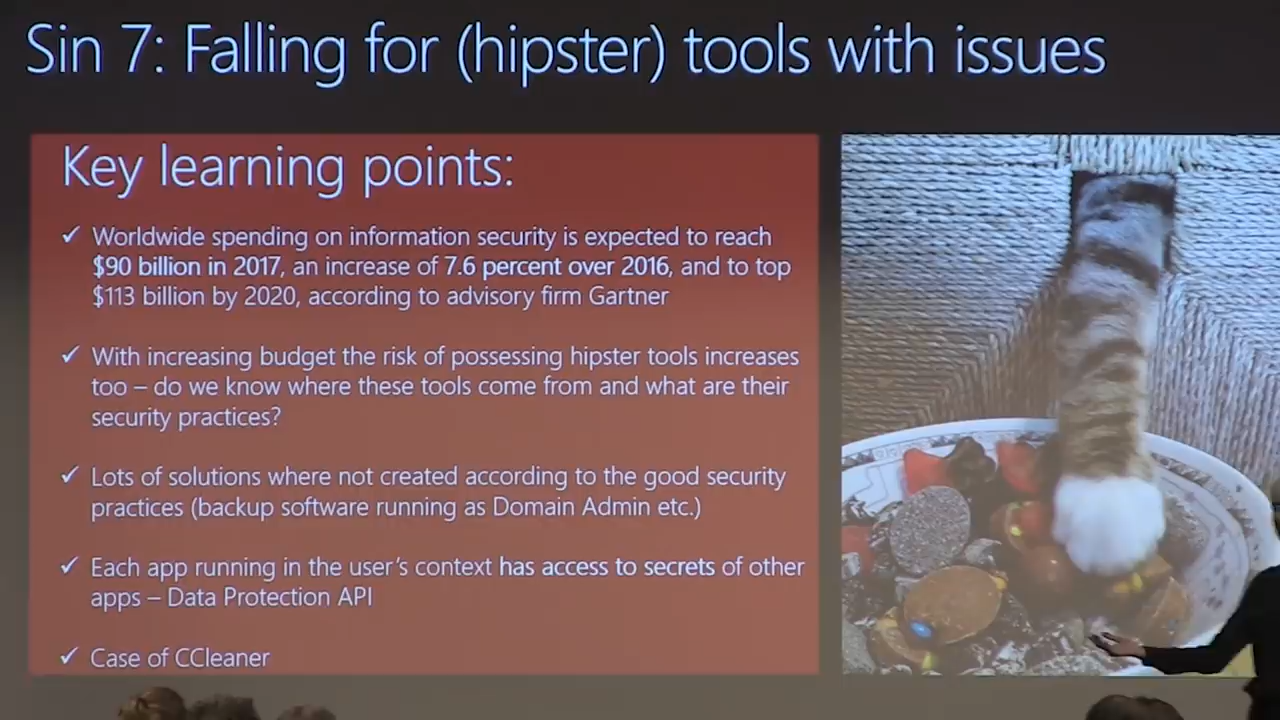 Sin 7: Falling for (hipster) tools with issues
Key learning points:
✓ Worldwide spending on information security is expected to reach
$90 billion in 2017, an increase of 7.6 percent over 2016, and to top
$113 billion by 2020, according to advisory firm Gartner
✓ With increasing budget the risk of possessing hipster tools increases
too – do we know where these tools come from and what are their
security practices?
✓ Lots of solutions where not created according to the good security
practices (backup software running as Domain Admin etc.)
✓ Each app running in the user's context has access to secrets of other
apps – Data Protection API
✓ Case of CCleaner